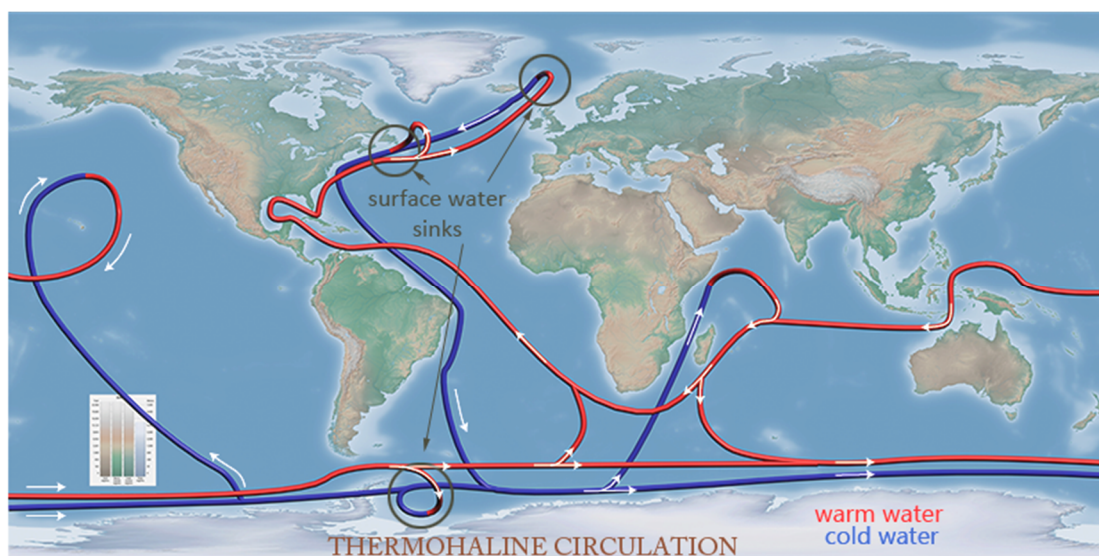 surface water
sinks
warm water
cold water
THERMOHALINE CIRCULATION